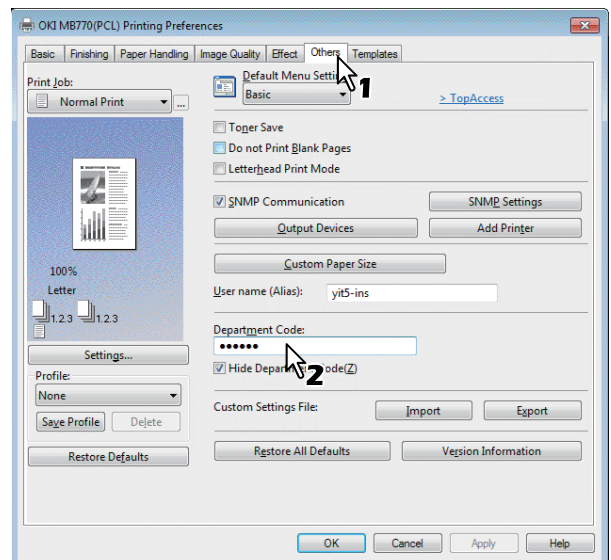 OKI MB770(PCL) Printing Preferences
Basic Finishing Paper Handling Image Quality Effect Others Templates
Print Job:
Normal Print ...
100%
Letter
1.2.3 1.2.3
Settings...
Profile:
None
Save Profile Delete
Restore Defaults
Default Menu
1
Basic
> TopAccess
Toner Save
Do not Print Blank Pages
Letterhead Print Mode
SNMP Communication SNMP Settings
Output Devices Add Printer
Custom Paper Size
User name (Alias): yit5-ins
Department Code:
••••••
2
Hide Code(Z)
Custom Settings File: Import Export
Restore All Defaults Version Information
OK Cancel Apply Help